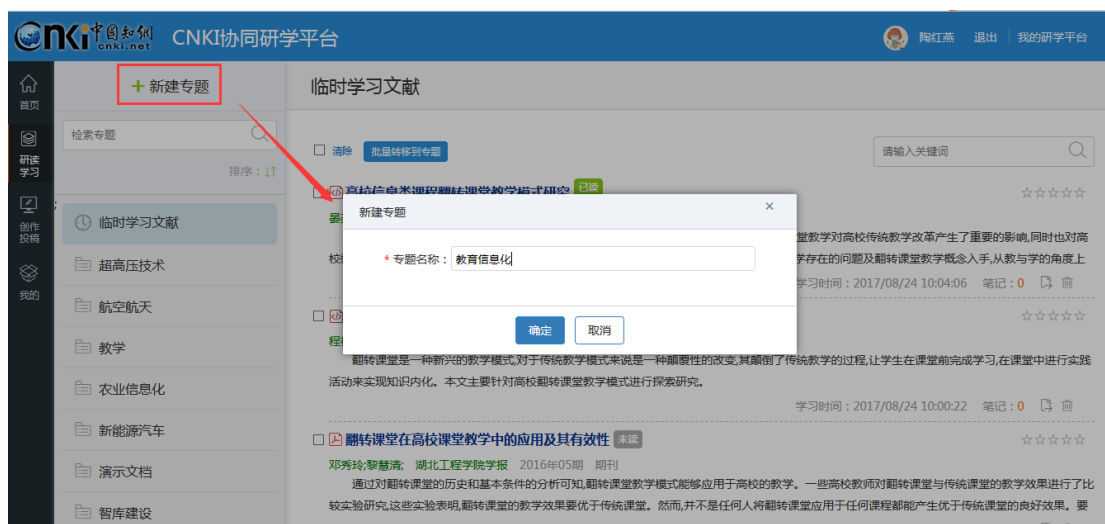 Cnki中国知网
cnki.net
CNKI协同研学平台
陶红燕 退出 我的研学平台
首页
研读
学习
创作
投稿
我的
+ 新建专题
检索专题
排序：↓↑
临时学习文献
超高压技术
航空航天
教学
农业信息化
新能源汽车
演示文档
智库建设
临时学习文献
清除 批量转移到专题
请输入关键词
高校信息类课程翻转课堂教学模式研究 已读
堂教学对高校传统教学改革产生了重要的影响,同时也对高
学存在的问题及翻转课堂教学概念入手,从教与学的角度上
学习时间：2017/08/24 10:04:06 笔记：0
新建专题 ×
* 专题名称： 教育信息化
确定 取消
程
翻转课堂是一种新兴的教学模式,对于传统教学模式来说是一种颠覆性的改变,其颠倒了传统教学的过程,让学生在课堂前完成学习,在课堂中进行实践
活动来实现知识内化。本文主要针对高校翻转课堂教学模式进行探索研究。
学习时间：2017/08/24 10:00:22 笔记：0
翻转课堂在高校课堂教学中的应用及其有效性 未读
邓秀玲;黎慧清; 湖北工程学院学报 2016年05期 期刊
通过对翻转课堂的历史和基本条件的分析可知,翻转课堂教学模式能够应用于高校的教学。一些高校教师对翻转课堂与传统课堂的教学效果进行了比
较实验研究,这些实验表明,翻转课堂的教学效果要优于传统课堂。然而,并不是任何人将翻转课堂应用于任何课程都能产生优于传统课堂的良好效果。要